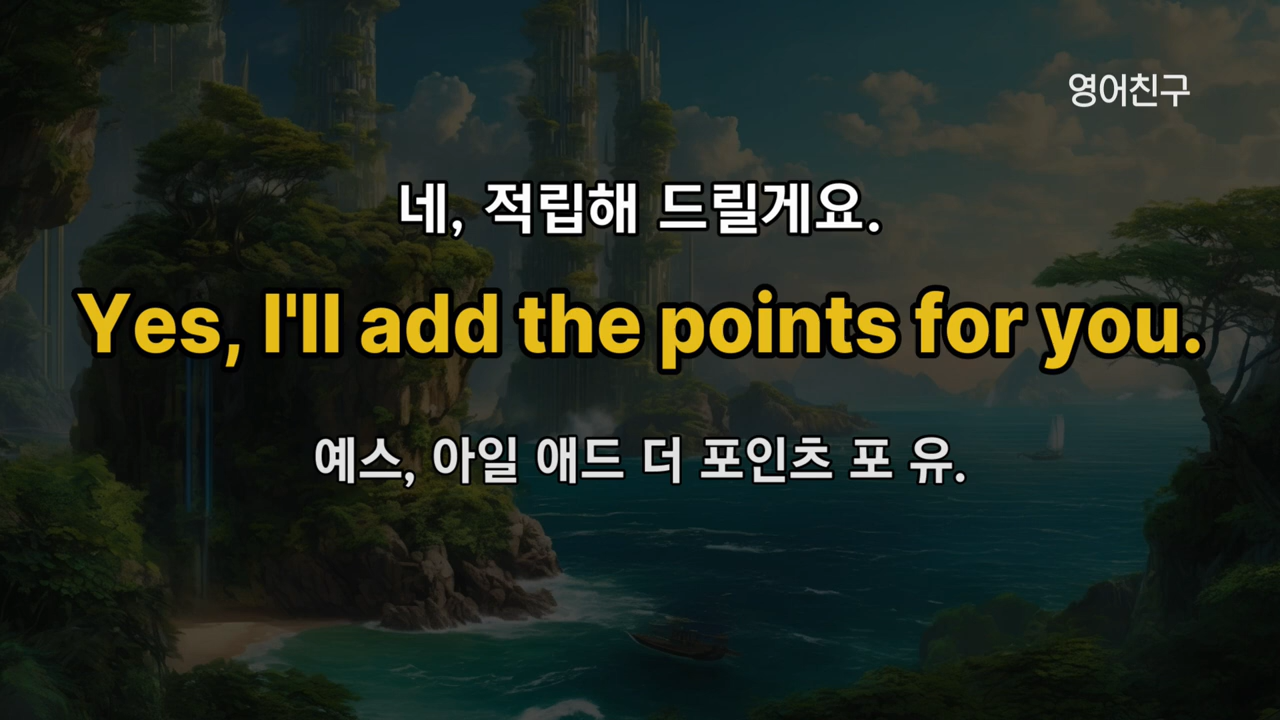 영어친구
네, 적립해 드릴게요.
Yes, I'll add the points for you.
예스, 아일 애드 더 포인츠 포 유.